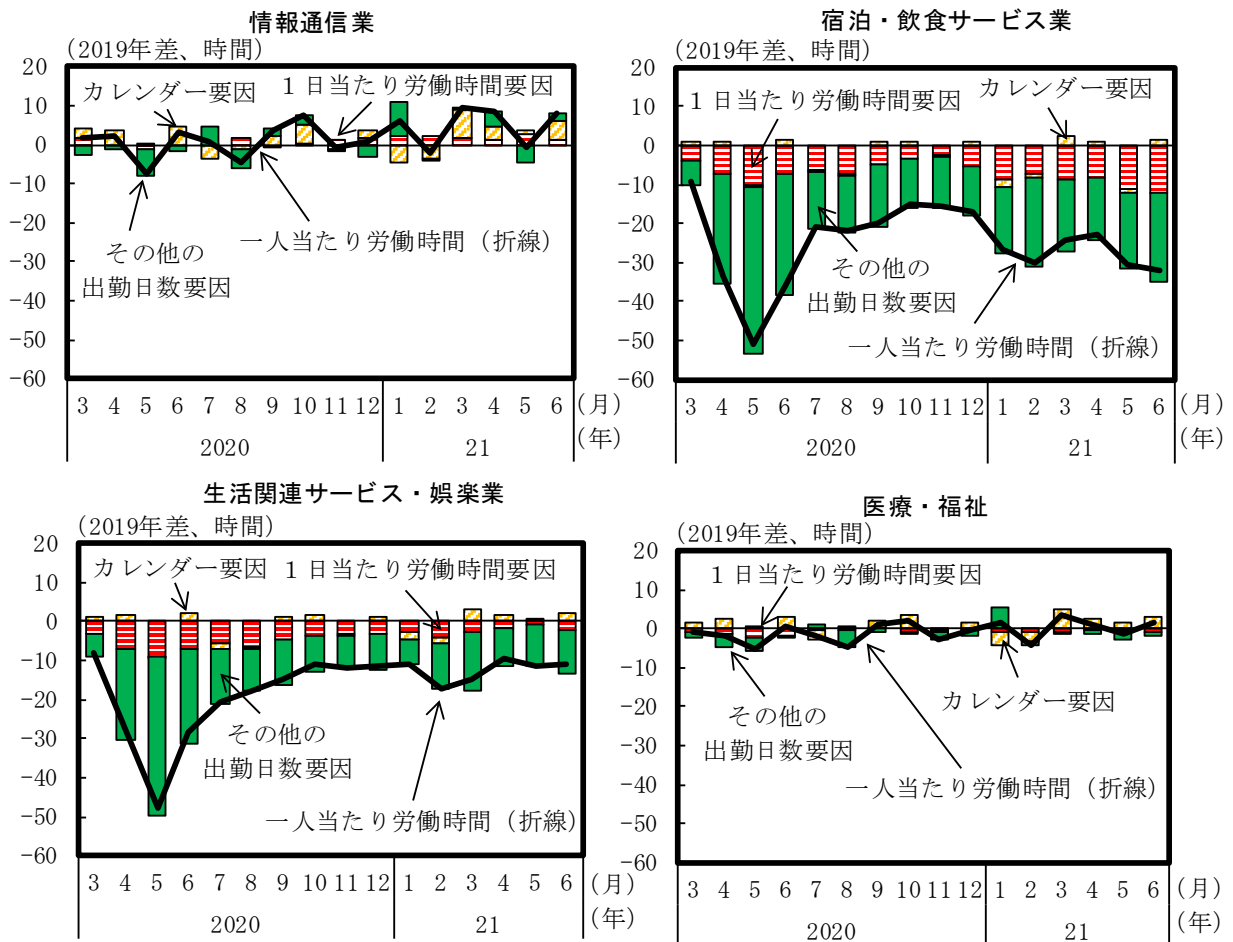 情報通信業
（2019年差、時間）
20
10
0
-10
-20
-30
-40
-50
-60
カレンダー要因
１日当たり労働時間要因
その他の
出勤日数要因
一人当たり労働時間（折線）
3 4 5 6 7 8 9 10 11 12 1 2 3 4 5 6 （月）
2020 21 （年）
宿泊・飲食サービス業
（2019年差、時間）
20
10
0
-10
-20
-30
-40
-50
-60
１日当たり労働時間要因
カレンダー要因
その他の
出勤日数要因
一人当たり労働時間（折線）
3 4 5 6 7 8 9 10 11 12 1 2 3 4 5 6 （月）
2020 21 （年）
生活関連サービス・娯楽業
（2019年差、時間）
20
10
0
-10
-20
-30
-40
-50
-60
カレンダー要因
１日当たり労働時間要因
その他の
出勤日数要因
一人当たり労働時間（折線）
3 4 5 6 7 8 9 10 11 12 1 2 3 4 5 6 （月）
2020 21 （年）
医療・福祉
（2019年差、時間）
20
10
0
-10
-20
-30
-40
-50
-60
１日当たり労働時間要因
カレンダー要因
その他の
出勤日数要因
一人当たり労働時間（折線）
3 4 5 6 7 8 9 10 11 12 1 2 3 4 5 6 （月）
2020 21 （年）